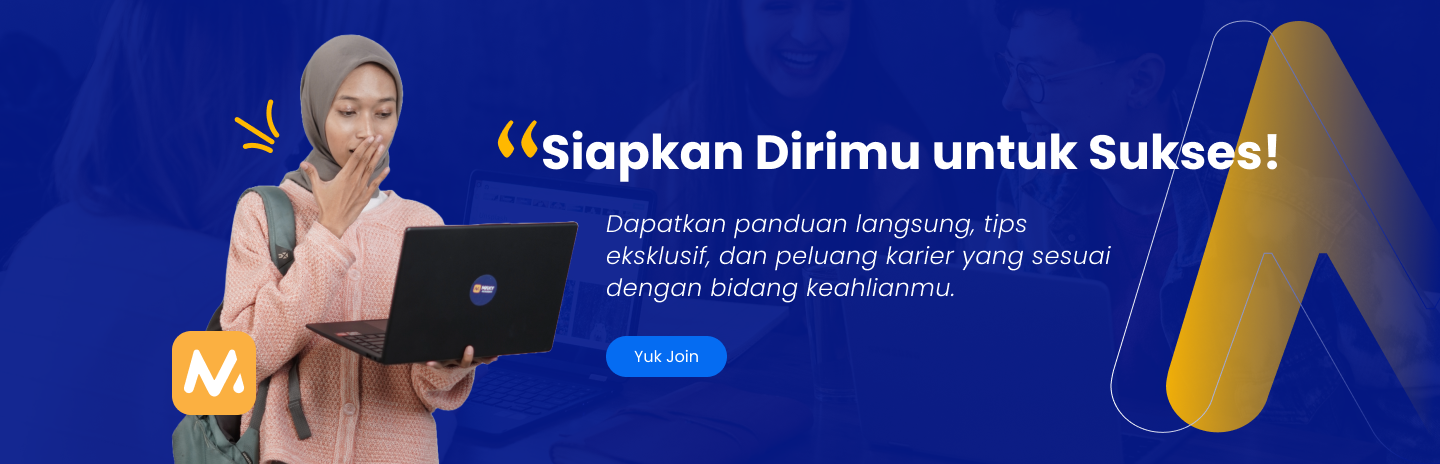 “Siapkan Dirimu untuk Sukses!
Dapatkan panduan langsung, tips
eksklusif, dan peluang karier yang sesuai
dengan bidang keahlianmu.
Yuk Join